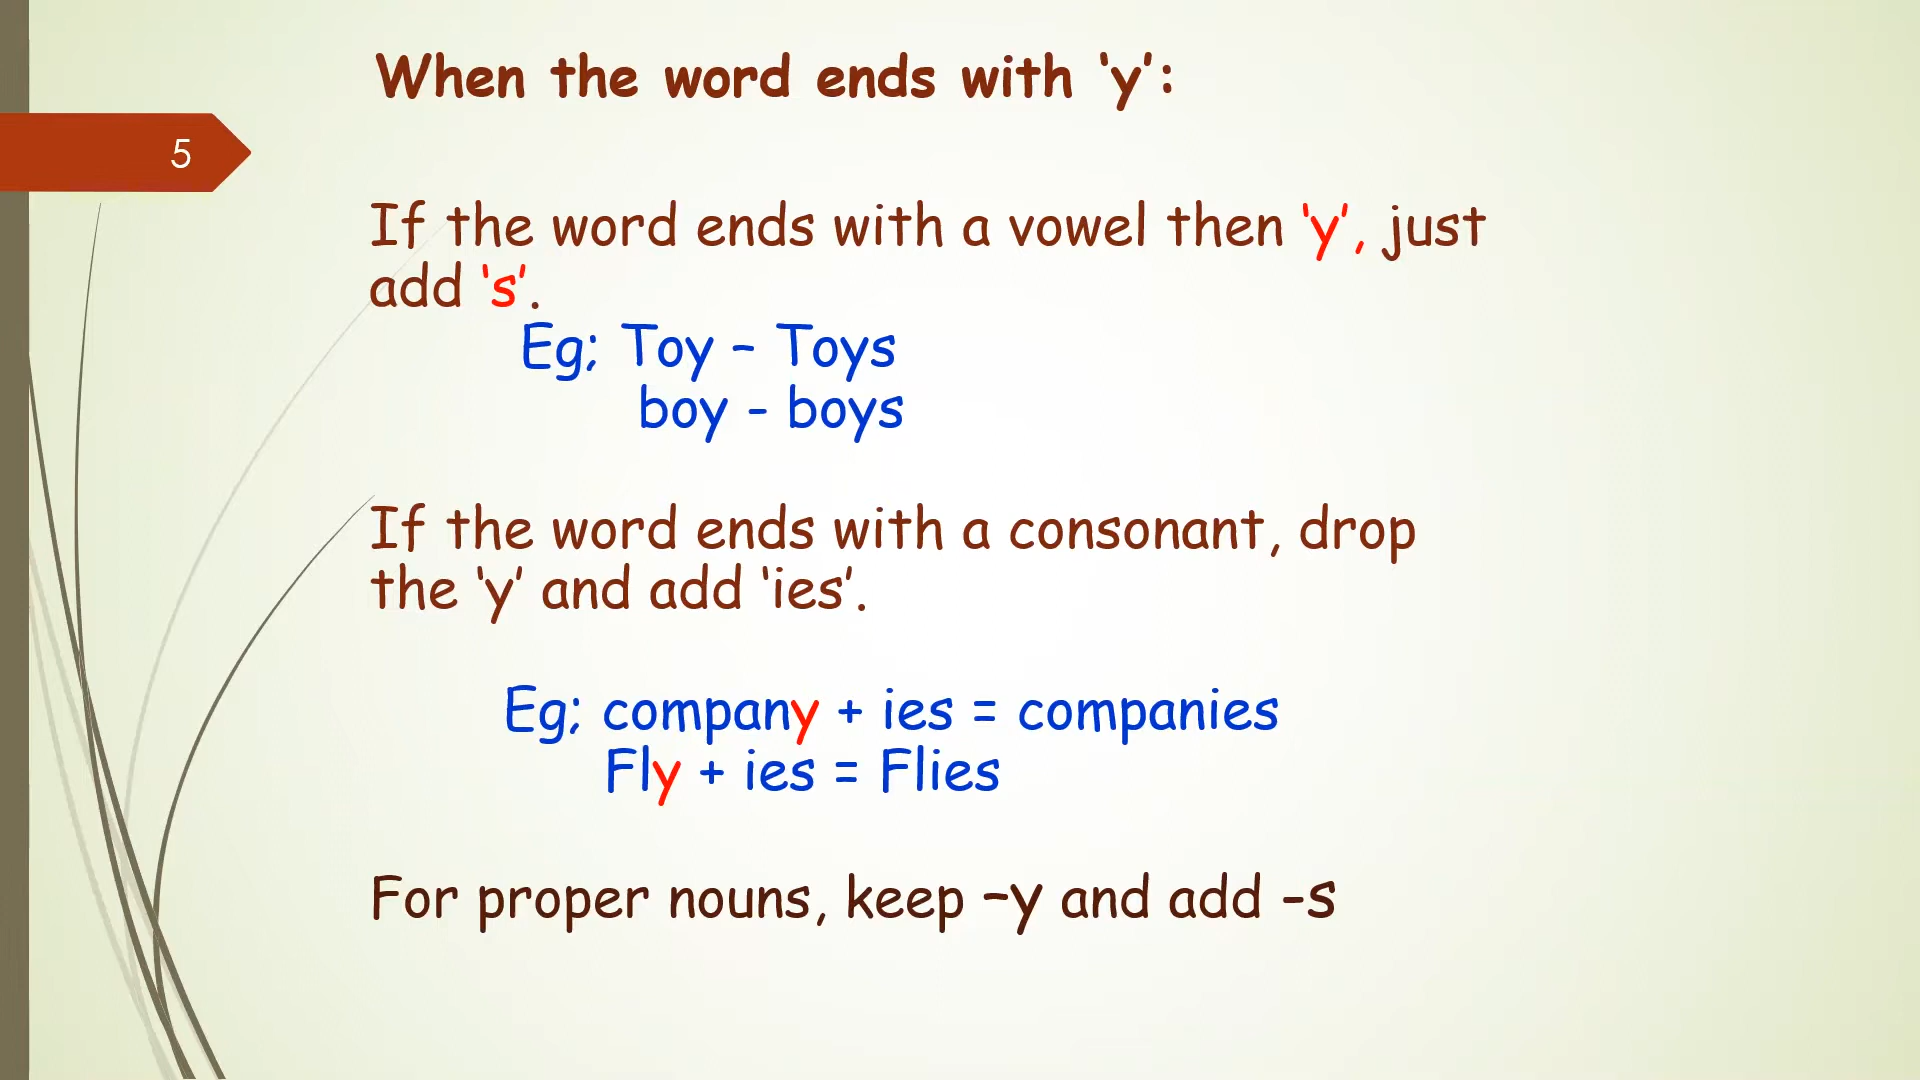 When the word ends with ‘y’:
5
If the word ends with a vowel then ‘y’, just
add ‘s’.
Eg; Toy – Toys
boy - boys
If the word ends with a consonant, drop
the ‘y’ and add ‘ies’.
Eg; company + ies = companies
Fly + ies = Flies
For proper nouns, keep –y and add -s